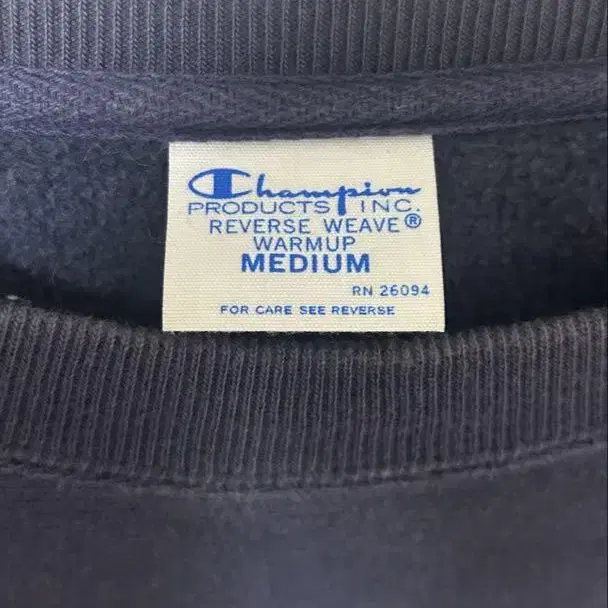 Champion
PRODUCTS INC.
REVERSE WEAVE®
WARMUP
MEDIUM
RN 26094
FOR CARE SEE REVERSE